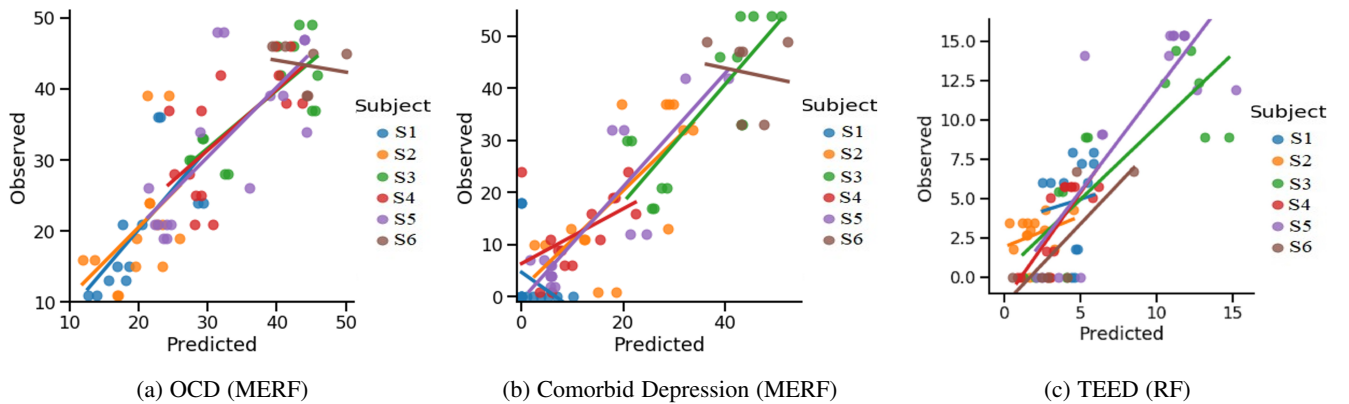 Observed
50
40
30
20
10
10
20
30
40
50
Predicted
Subject
S1
S2
S3
S4
S5
S6
(a) OCD (MERF)
Observed
50
40
30
20
10
0
0
20
40
Predicted
Subject
S1
S2
S3
S4
S5
S6
(b) Comorbid Depression (MERF)
Observed
15.0
12.5
10.0
7.5
5.0
2.5
0.0
0
5
10
15
Predicted
Subject
S1
S2
S3
S4
S5
S6
(c) TEED (RF)